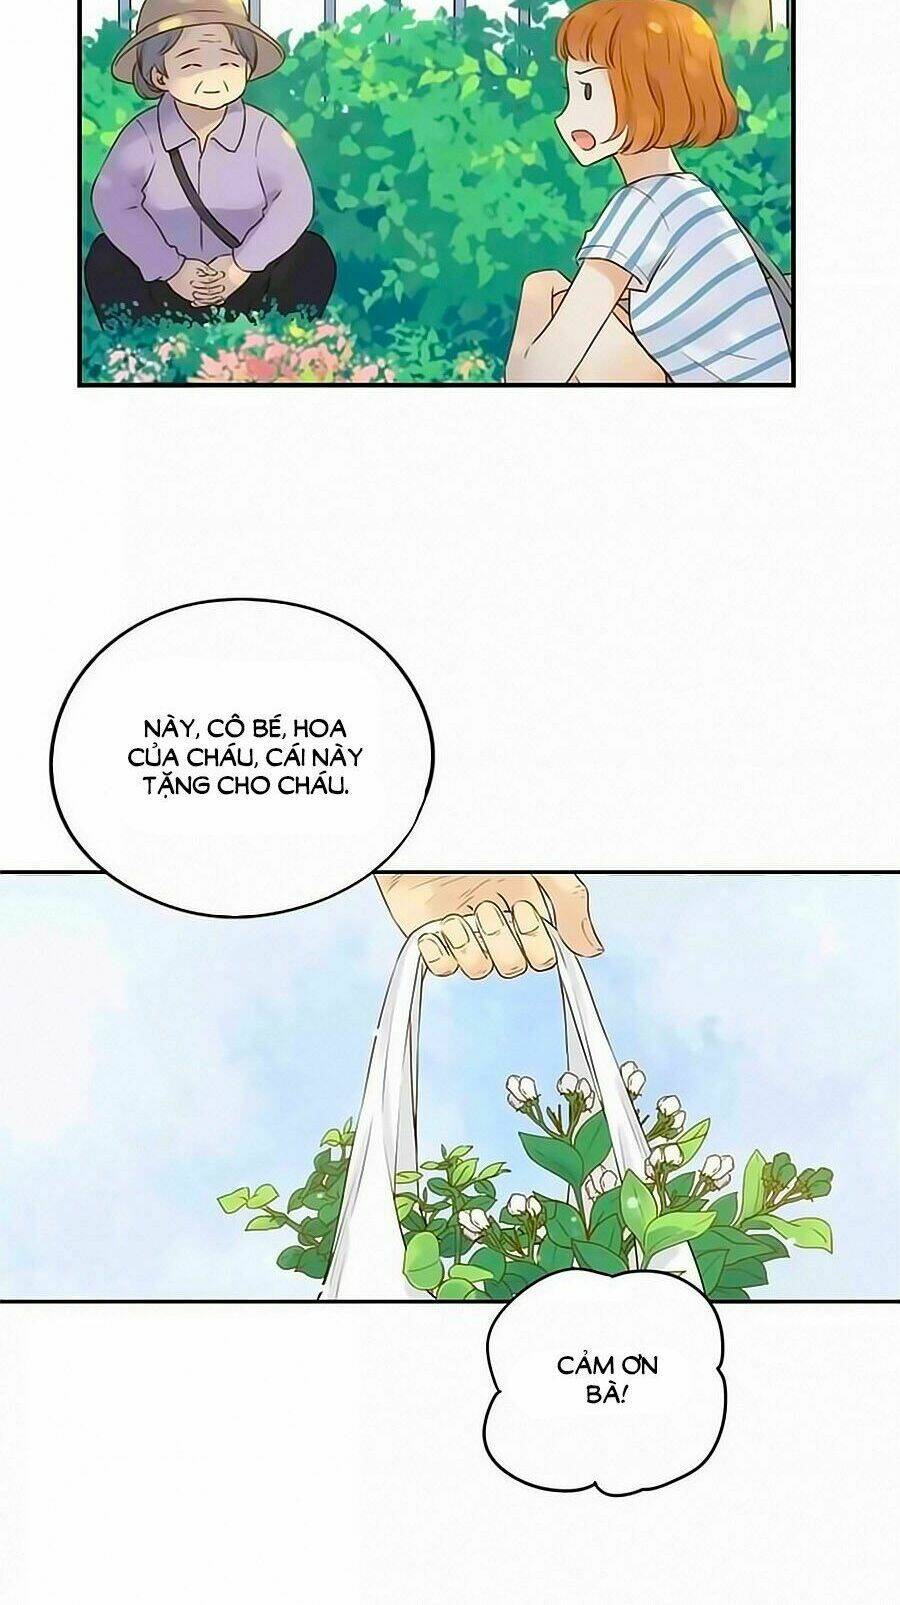 NÀY, CÔ BÉ, HOA
CỦA CHÁU, CÁI NÀY
TẶNG CHO CHÁU.
CẢM ƠN
BÀ!